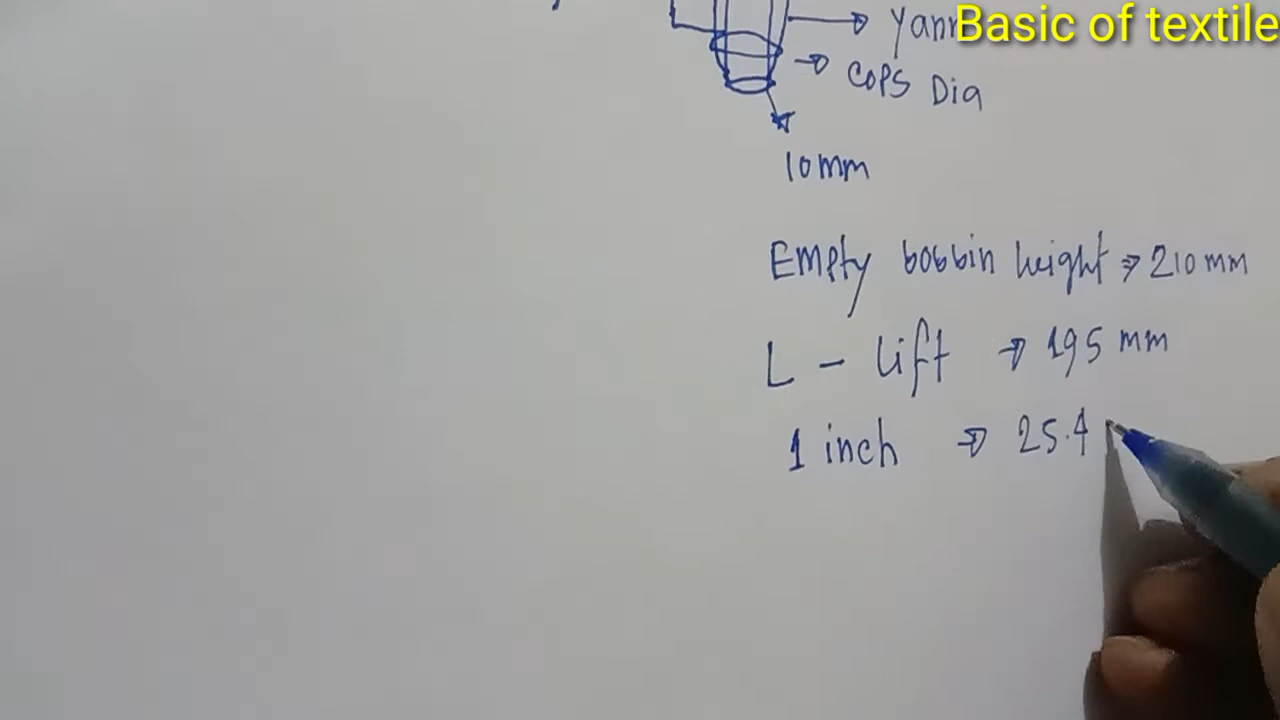 Basic of textile
Yarn
COPS Dia
10mm
Empty bobbin height ⇒ 210 mm
L - Lift ⇒ 195 mm
1 inch ⇒ 25.4